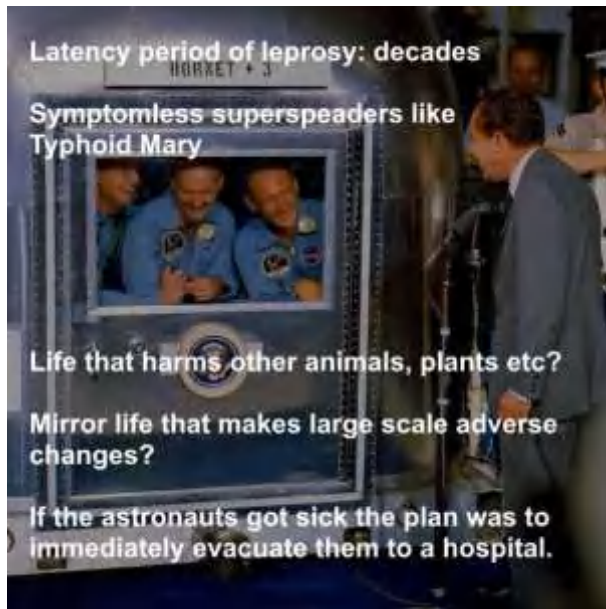 Latency period of leprosy: decades
HORNET + 3
Symptomless superspeaders like
Typhoid Mary
Life that harms other animals, plants etc?
Mirror life that makes large scale adverse
changes?
If the astronauts got sick the plan was to
immediately evacuate them to a hospital.